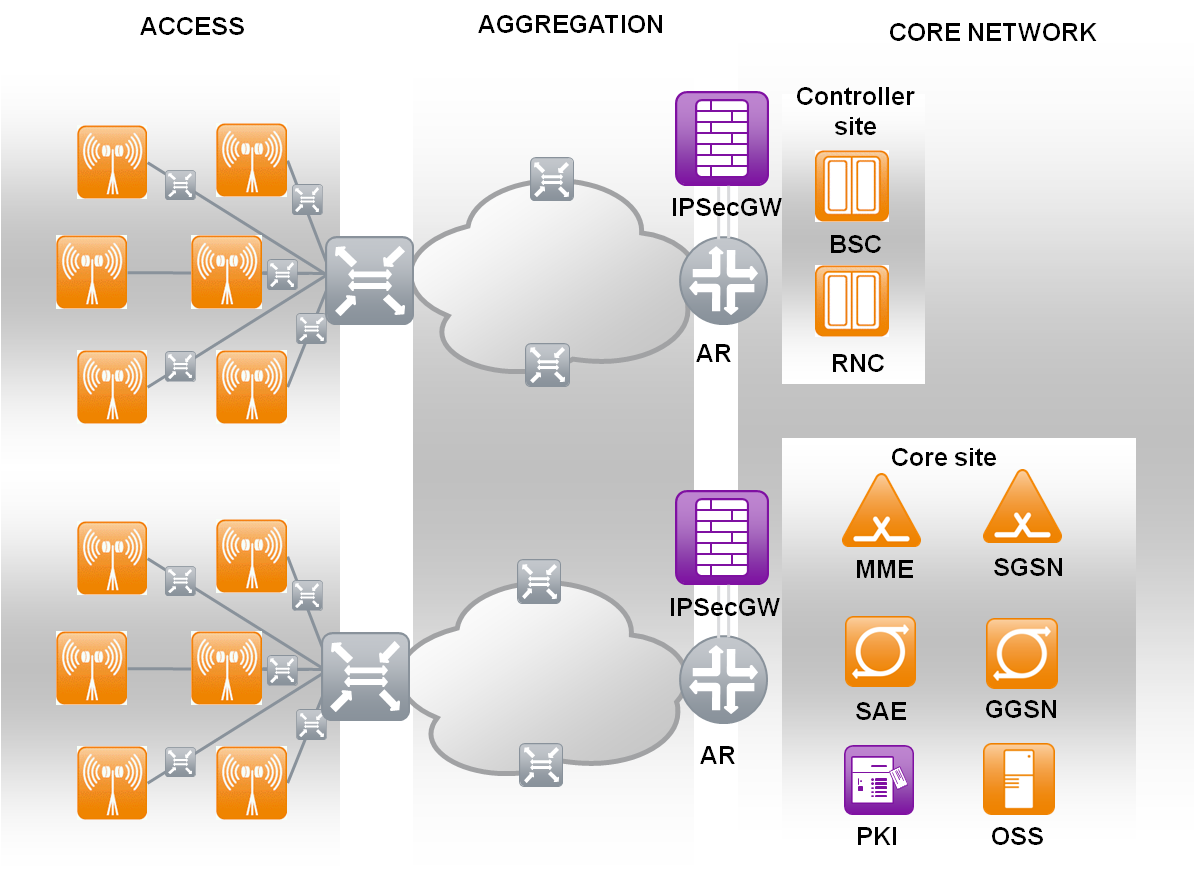 ACCESS
AGGREGATION
CORE NETWORK
Controller
site
IPSecGW
BSC
AR
RNC
Core site
MME
SGSN
IPSecGW
SAE
GGSN
AR
PKI
OSS